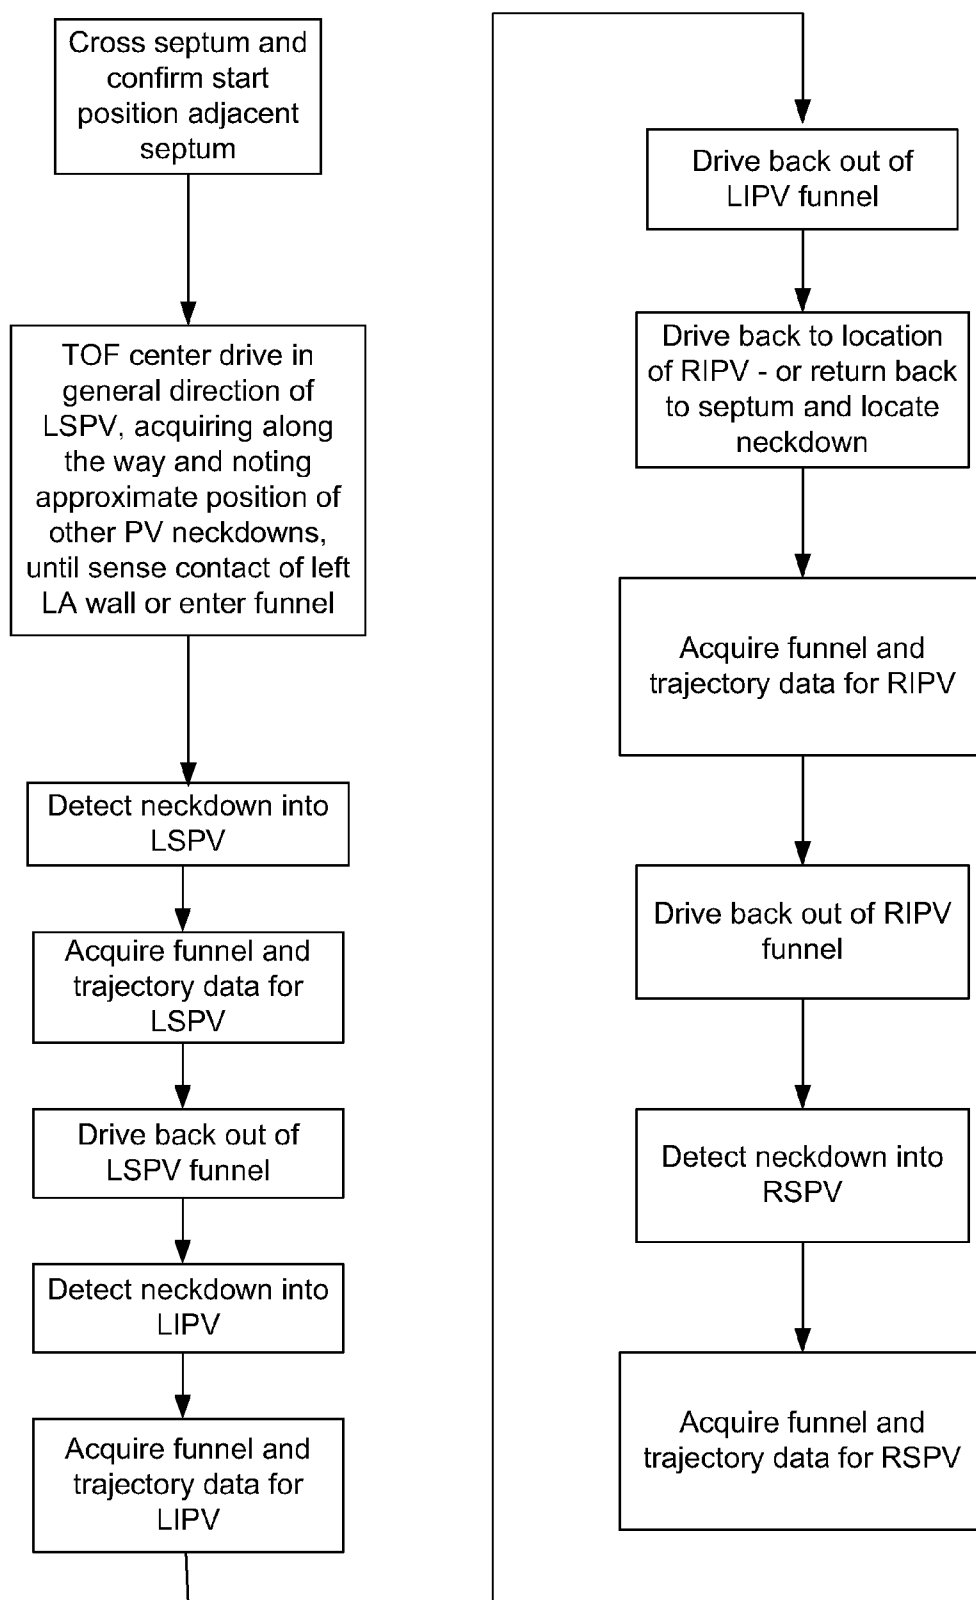 Cross septum and
confirm start
position adjacent
septum
TOF center drive in
general direction of
LSPV, acquiring along
the way and noting
approximate position of
other PV neckdowns,
until sense contact of left
LA wall or enter funnel
Detect neckdown into
LSPV
Acquire funnel and
trajectory data for
LSPV
Drive back out of
LSPV funnel
Detect neckdown into
LIPV
Acquire funnel and
trajectory data for
LIPV
Drive back out of
LIPV funnel
Drive back to location
of RIPV - or return back
to septum and locate
neckdown
Acquire funnel and
trajectory data for RIPV
Drive back out of RIPV
funnel
Detect neckdown into
RSPV
Acquire funnel and
trajectory data for RSPV